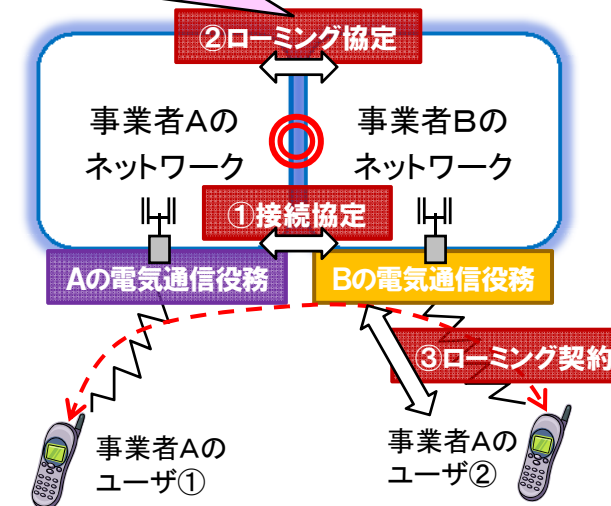 ②ローミング協定
事業者Aの
ネットワーク
事業者Bの
ネットワーク
①接続協定
Aの電気通信役務
Bの電気通信役務
③ローミング契約
事業者Aの
ユーザ①
事業者Aの
ユーザ②